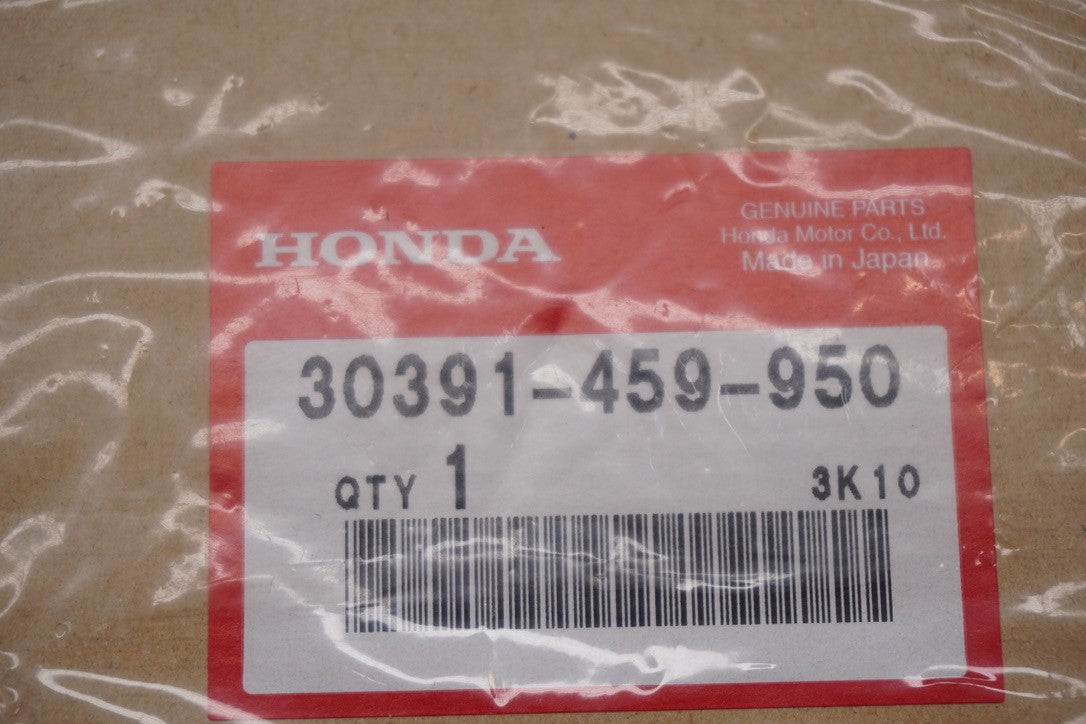 HONDA
GENUINE PARTS
Honda Motor Co., Ltd.
Made in Japan
30391-459-950
QTY 1
3K10